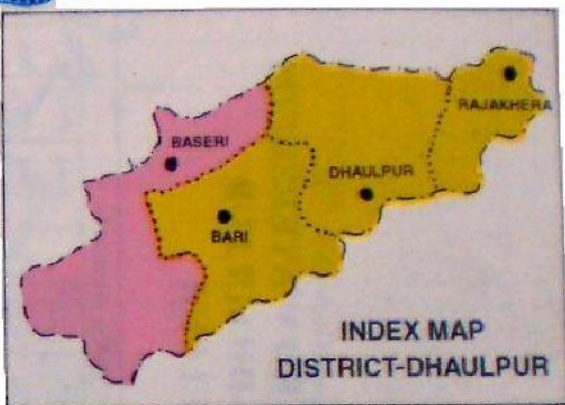 RAJAKHERA
BASERI
DHAULPUR
BARI
INDEX MAP
DISTRICT-DHAULPUR